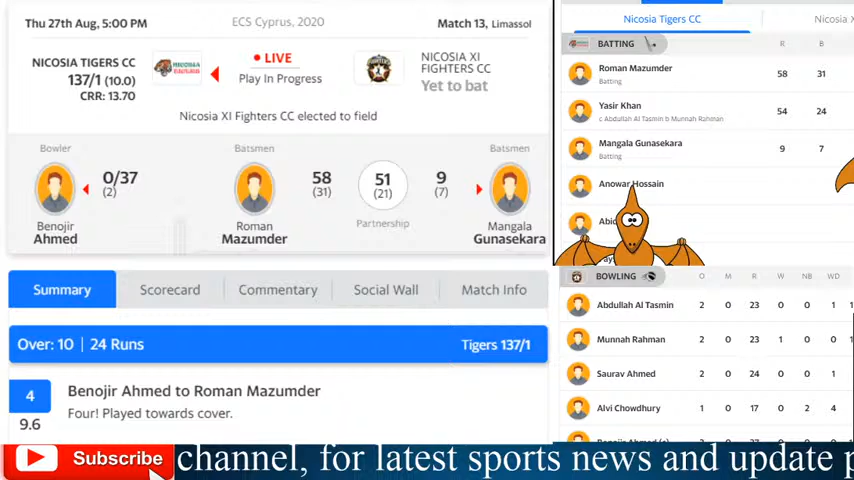 Thu 27th Aug, 5:00 PM
ECS Cyprus, 2020
Match 13, Limassol
NICOSIA TIGERS CC
137/1 (10.0)
CRR: 13.70
LIVE
Play In Progress
NICOSIA XI
FIGHTERS CC
Yet to bat
Nicosia XI Fighters CC elected to field
Bowler
Batsmen
Batsmen
0/37
(2)
58
(31)
51
(21)
9
(7)
Partnership
Benojir
Ahmed
Roman
Mazumder
Mangala
Gunasekara
Summary
Scorecard
Commentary
Social Wall
Match Info
Over: 10 | 24 Runs
Tigers 137/1
4
9.6
Benojir Ahmed to Roman Mazumder
Four! Played towards cover.
Nicosia Tigers CC
Nicosia X
BATTING R B
Roman Mazumder 58 31
Batting
Yasir Khan 54 24
c Abdullah Al Tasmin b Munnah Rahman
Mangala Gunasekara 9 7
Batting
Anowar Hossain
BOWLING O M R W NB WD
Abdullah Al Tasmin 2 0 23 0 0 1
Munnah Rahman 2 0 23 1 0 0
Saurav Ahmed 2 0 24 0 0 1
Alvi Chowdhury 1 0 17 0 2 4
Subscribe
channel, for latest sports news and update p